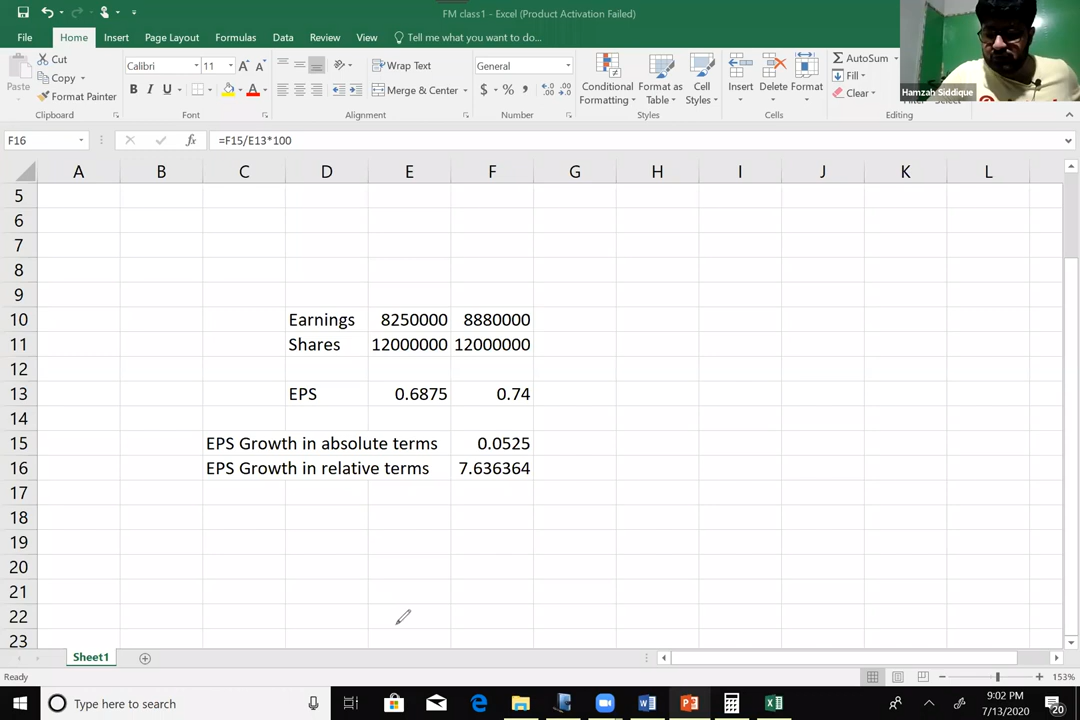 FM class1 - Excel (Product Activation Failed)
File Home Insert Page Layout Formulas Data Review View Tell me what you want to do...
Paste
Cut
Copy
Format Painter
Clipboard
Calibri 11
B I U
Font
Wrap Text
Merge & Center
Alignment
General
$ % ,
Number
Conditional Formatting
Format as Table
Cell Styles
Styles
Insert Delete Format
Cells
AutoSum
Fill
Clear
Editing
Hamzah Siddique
F16 fx =F15/E13*100
A B C D E F G H I J K L
5
6
7
8
9
10 Earnings 8250000 8880000
11 Shares 12000000 12000000
12
13 EPS 0.6875 0.74
14
15 EPS Growth in absolute terms 0.0525
16 EPS Growth in relative terms 7.636364
17
18
19
20
21
22
23
Sheet1
Ready 153%
Type here to search
9:02 PM
7/13/2020
20